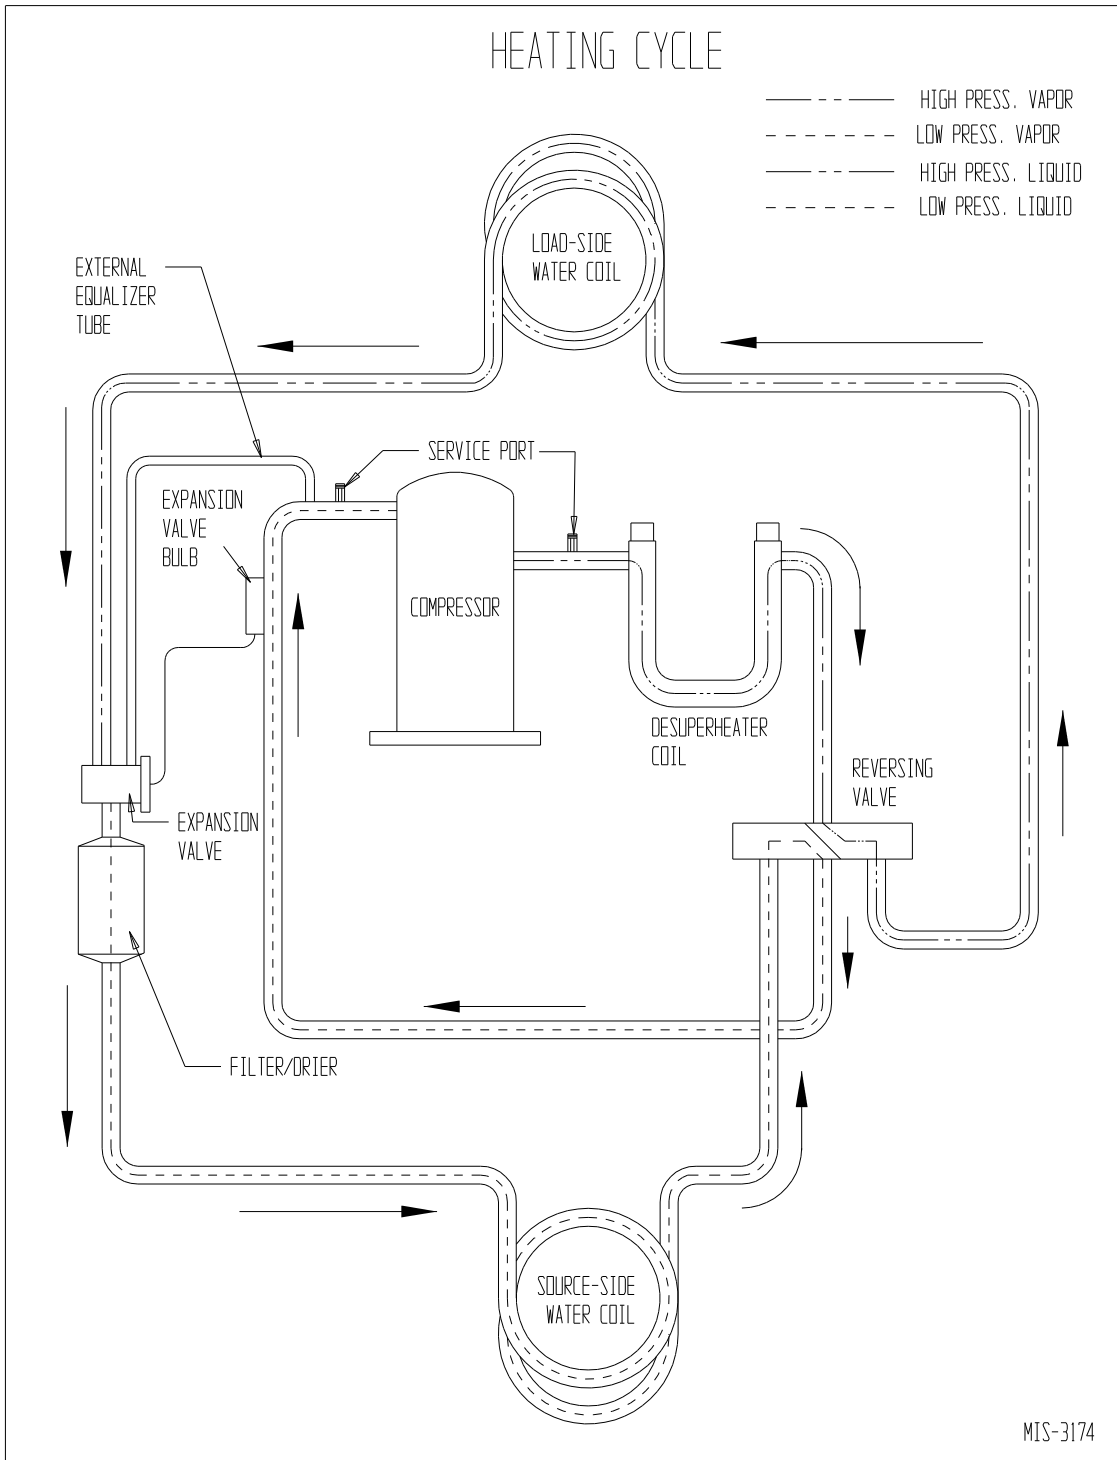 HEATING CYCLE
HIGH PRESS. VAPOR
LOW PRESS. VAPOR
HIGH PRESS. LIQUID
LOW PRESS. LIQUID
LOAD-SIDE
WATER COIL
EXTERNAL
EQUALIZER
TUBE
SERVICE PORT
EXPANSION
VALVE
BULB
COMPRESSOR
DESUPERHEATER
COIL
REVERSING
VALVE
EXPANSION
VALVE
FILTER/DRIER
SOURCE-SIDE
WATER COIL
MIS-3174